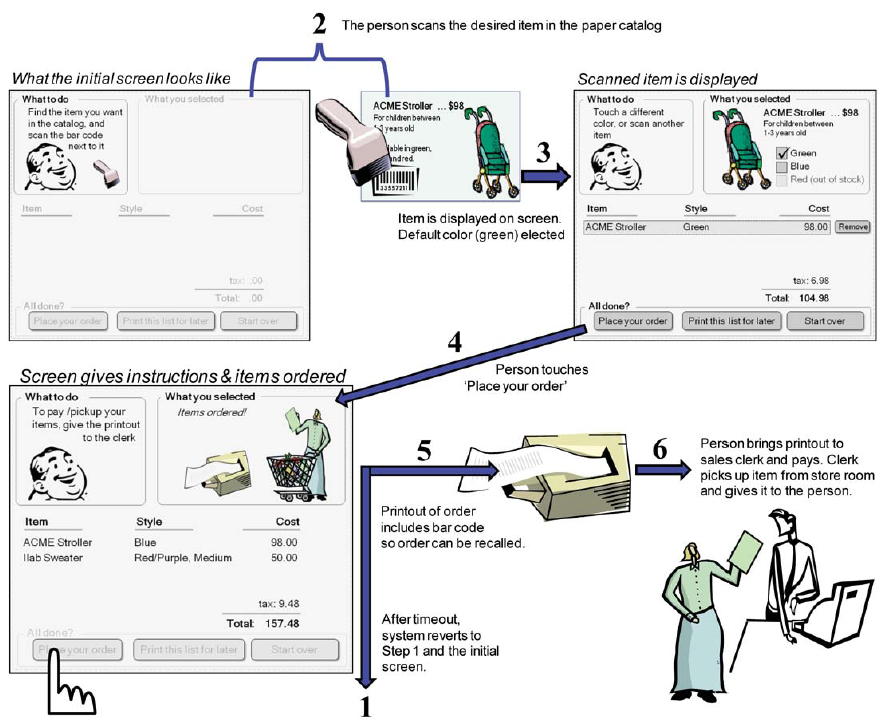 2 The person scans the desired item in the paper catalog
What the initial screen looks like
What to do
Find the item you want
in the catalog, and
scan the bar code
next to it
What you selected
Item Style Cost
tax: .00
Total: .00
All done?
Place your order Print this list for later Start over
ACME Stroller ... $98
For children between
1-3 years old
green,
red.
3
Item is displayed on screen.
Default color (green) elected
Scanned item is displayed
What to do
Touch a different
color, or scan another
item
What you selected
ACME Stroller ... $98
For children between
1-3 years old
Green
Blue
Red (out of stock)
Item Style Cost
ACME Stroller Green 98.00 Remove
tax: 6.98
Total: 104.98
All done?
Place your order Print this list for later Start over
4
Person touches
'Place your order'
Screen gives instructions & items ordered
What to do
To pay /pickup your
items, give the printout
to the clerk
What you selected
Items ordered!
Item Style Cost
ACME Stroller Blue 98.00
Red/Purple, Medium 50.00
Sweater
tax: 9.48
Total: 157.48
All done?
Place your order Print this list for later Start over
5
Printout of order
includes bar code
so order can be recalled.
6
Person brings printout to
sales clerk and pays. Clerk
picks up item from store room
and gives it to the person.
After timeout,
system reverts to
Step 1 and the initial
screen.
1